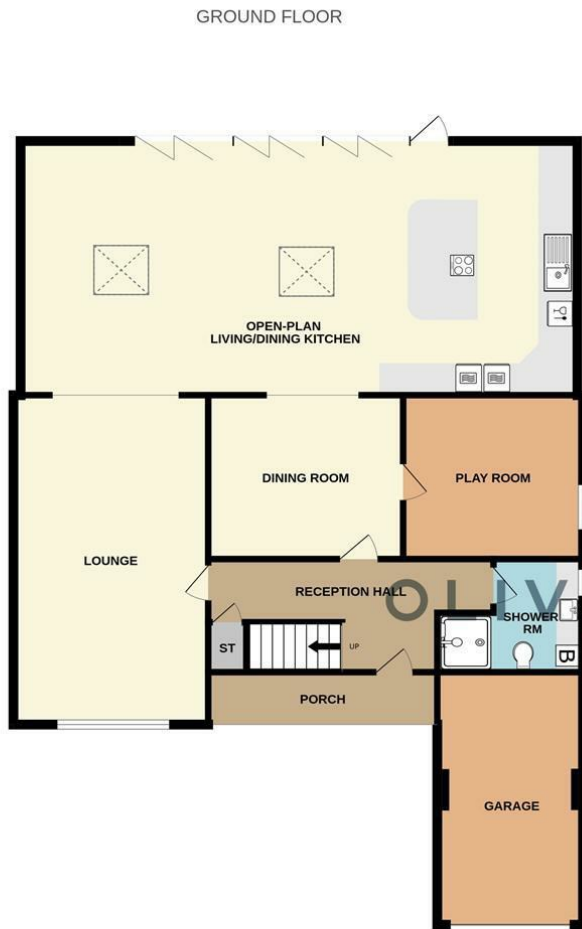 GROUND FLOOR
OPEN-PLAN
LIVING/DINING KITCHEN
DINING ROOM
PLAY ROOM
LOUNGE
RECEPTION HALL
OLIV
SHOWER
RM
ST
UP
B
PORCH
GARAGE